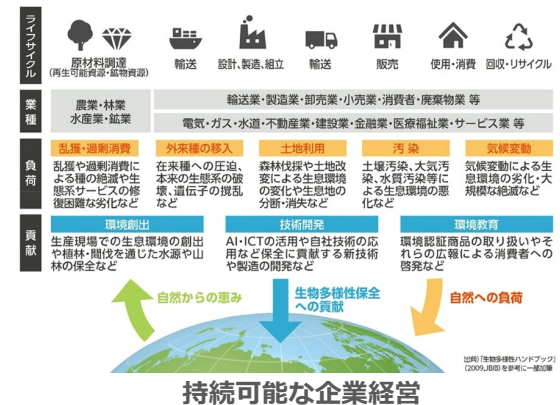 ライフサイクル
原材料調達
(再生可能資源・鉱物資源)
輸送
設計、製造、組立
輸送
販売
使用・消費
回収・リサイクル
業種
農業・林業
水産業・鉱業
輸送業・製造業・卸売業・小売業・消費者・廃棄物業 等
電気・ガス・水道・不動産業・建設業・金融業・医療福祉業・サービス業 等
負荷
乱獲・過剰消費
乱獲や過剰消費に
よる種の絶滅や生
態系サービスの修
復困難な劣化など
外来種の移入
在来種への圧迫、
本来の生態系の破
壊、遺伝子の撹乱
など
土地利用
森林伐採や土地改
変による生息環境
の変化や生息地の
分断・消失など
汚 染
土壌汚染、大気汚
染、水質汚染等に
よる生息環境の悪
化など
気候変動
気候変動による生
息環境の劣化・大
規模な絶滅など
貢献
環境創出
生産現場での生息環境の創出
や植林・間伐を通じた水源や山
林の保全など
技術開発
AI・ICTの活用や自社技術の応
用など保全に貢献する新技術
や製造の開発など
環境教育
環境認証商品の取り扱いやそ
れらの広報による消費者への
啓発など
自然からの恵み
生物多様性保全
への貢献
自然への負荷
出典)「生物多様性ハンドブック」
(2009,JBIB)を参考に一部加筆
持続可能な企業経営